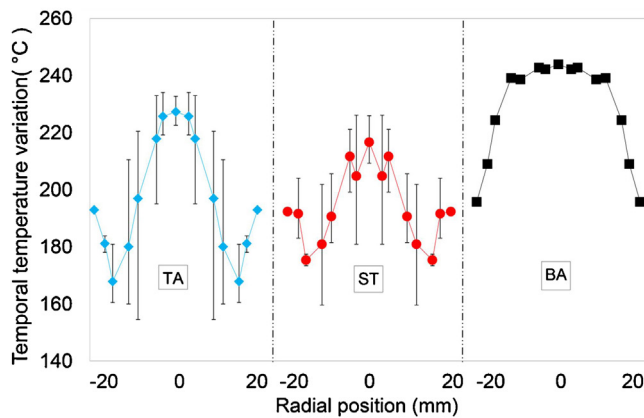 Temporal temperature variation( °C)
260
240
220
200
180
160
140
TA
ST
BA
-20 0 20 -20 0 20 -20 0 20
Radial position (mm)